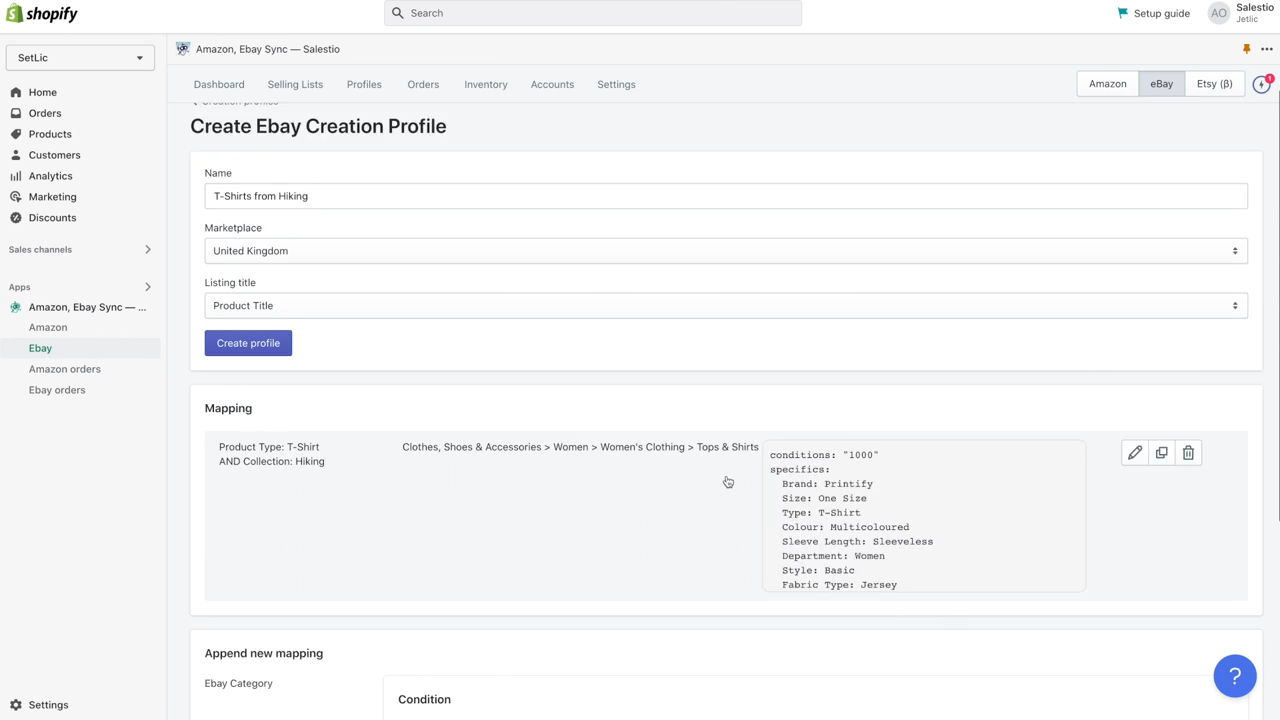 shopify
Search
Setup guide
AO
Salestio
Jetlic
SetLic
Amazon, Ebay Sync — Salestio
Home
Orders
Products
Customers
Analytics
Marketing
Discounts
Sales channels
Apps
Amazon, Ebay Sync — ...
Amazon
Ebay
Amazon orders
Ebay orders
Settings
Dashboard
Selling Lists
Profiles
Orders
Inventory
Accounts
Settings
Amazon
eBay
Etsy (β)
1
Creation profiles
Create Ebay Creation Profile
Name
T-Shirts from Hiking
Marketplace
United Kingdom
Listing title
Product Title
Create profile
Mapping
Product Type: T-Shirt
AND Collection: Hiking
Clothes, Shoes & Accessories > Women > Women's Clothing > Tops & Shirts
conditions: "1000"
specifics:
Brand: Printify
Size: One Size
Type: T-Shirt
Colour: Multicoloured
Sleeve Length: Sleeveless
Department: Women
Style: Basic
Fabric Type: Jersey
Append new mapping
Ebay Category
Condition
?